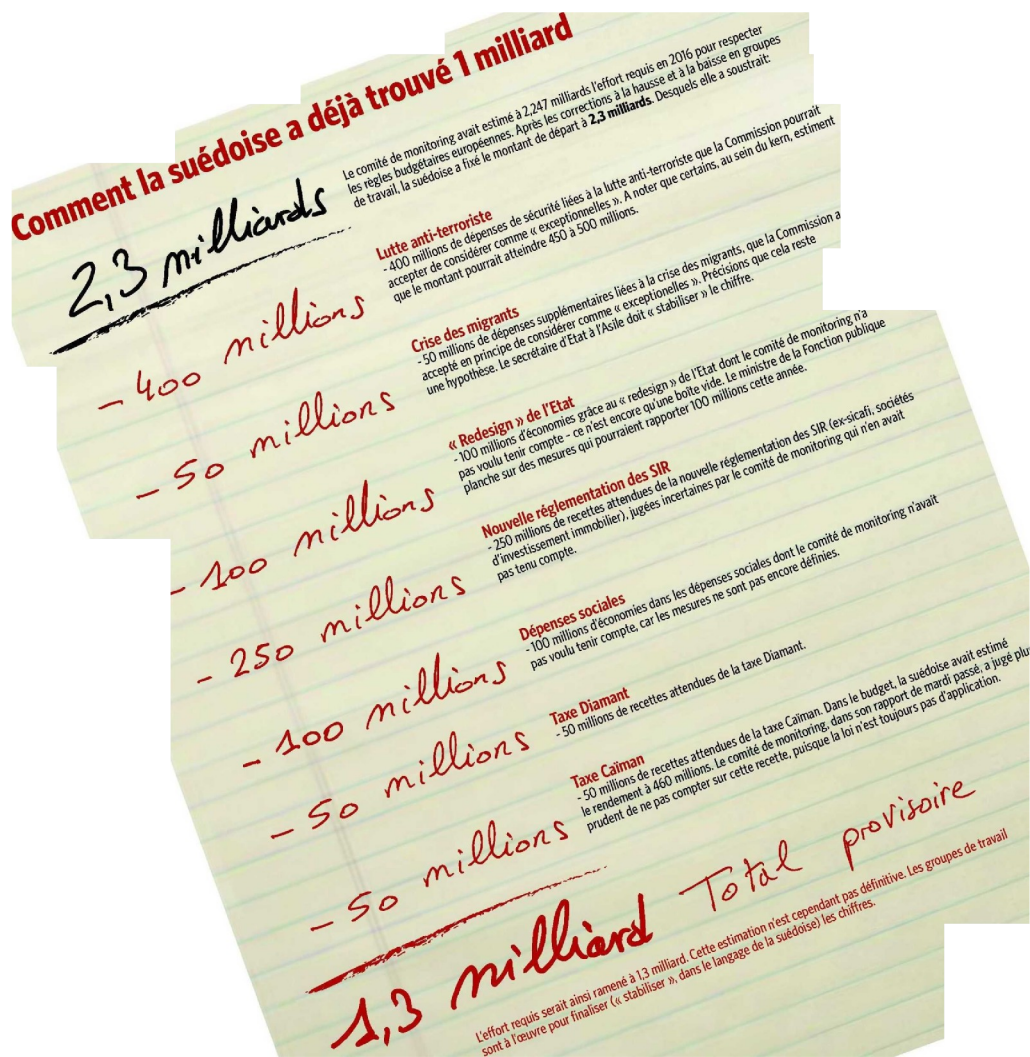 Comment la suédoise a déjà trouvé 1 milliard
Le comité de monitoring avait estimé à 2,247 milliards l'effort requis en 2016 pour respecter
les règles budgétaires européennes. Après les corrections à la hausse et à la baisse en groupes
de travail, la suédoise a fixé le montant de départ à 2,3 milliards. Desquels elle a soustrait:
2,3 milliards
Lutte anti-terroriste
- 400 millions de dépenses de sécurité liées à la lutte anti-terroriste que la Commission pourrait
accepter de considérer comme « exceptionnelles ». A noter que certains, au sein du kern, estiment
que le montant pourrait atteindre 450 à 500 millions.
- 400 millions
Crise des migrants
- 50 millions de dépenses supplémentaires liées à la crise des migrants, que la Commission a
accepté en principe de considérer comme « exceptionelles ». Précisions que cela reste
une hypothèse. Le secrétaire d'Etat à l'Asile doit « stabiliser » le chiffre.
- 50 millions
« Redesign » de l'Etat
- 100 millions d'économies grâce au « redesign » de l'Etat dont le comité de monitoring n'a
pas voulu tenir compte - ce n'est encore qu'une boîte vide. Le ministre de la Fonction publique
planche sur des mesures qui pourraient rapporter 100 millions cette année.
- 100 millions
Nouvelle réglementation des SIR
- 250 millions de recettes attendues de la nouvelle réglementation des SIR (ex-sicafi, sociétés
d'investissement immobilier), jugées incertaines par le comité de monitoring qui n'en avait
pas tenu compte.
- 250 millions
Dépenses sociales
- 100 millions d'économies dans les dépenses sociales dont le comité de monitoring n'avait
pas voulu tenir compte, car les mesures ne sont pas encore définies.
- 100 millions
Taxe Diamant
- 50 millions de recettes attendues de la taxe Diamant.
- 50 millions
Taxe Caïman
- 50 millions de recettes attendues de la taxe Caïman. Dans le budget, la suédoise avait estimé
le rendement à 460 millions. Le comité de monitoring, dans son rapport de mardi passé, a jugé plu
prudent de ne pas compter sur cette recette, puisque la loi n'est toujours pas d'application.
- 50 millions
1,3 milliard Total provisoire
L'effort requis serait ainsi ramené à 1,3 milliard. Cette estimation n'est cependant pas définitive. Les groupes de travail
sont à l'œuvre pour finaliser (« stabiliser », dans le langage de la suédoise) les chiffres.